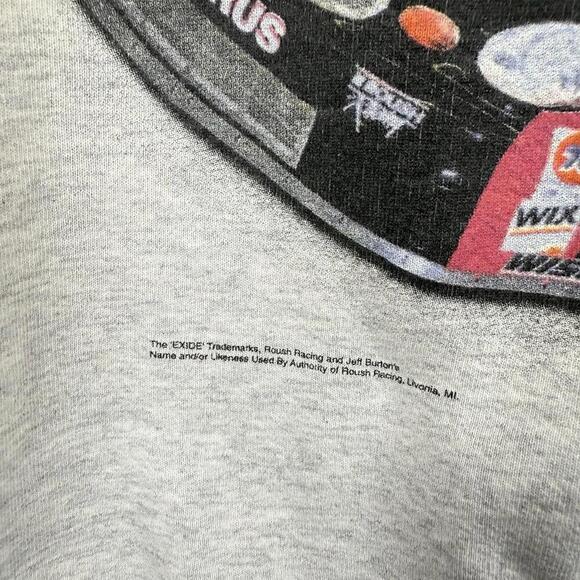 RUS
76
WIX
The 'EXIDE' Trademarks, Roush Racing and Jeff Burton's
Name and/or Likeness Used By Authority of Roush Racing, Livonia, MI.